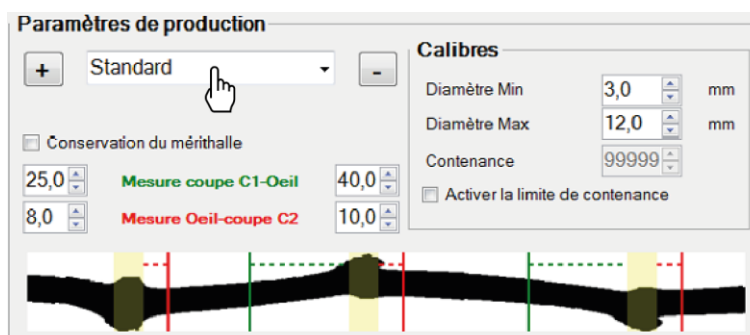 Paramètres de production
+ Standard -
Conservation du mérithalle
25,0 Mesure coupe C1-Oeil 40,0
8,0 Mesure Oeil-coupe C2 10,0
Calibres
Diamètre Min 3,0 mm
Diamètre Max 12,0 mm
Contenance 99999
Activer la limite de contenance